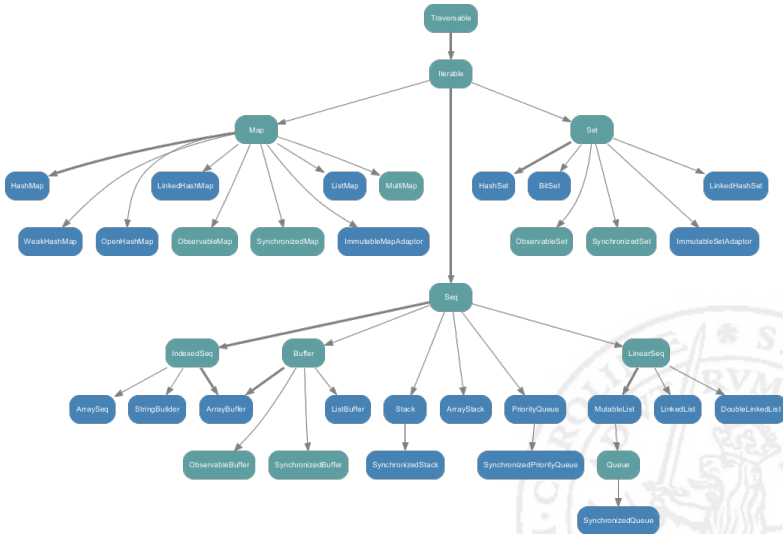 Traversable
Iterable
Map
Set
HashMap
LinkedHashMap
ListMap
MultiMap
HashSet
BitSet
LinkedHashSet
WeakHashMap
OpenHashMap
ObservableMap
SynchronizedMap
ImmutableMapAdaptor
ObservableSet
SynchronizedSet
ImmutableSetAdaptor
Seq
IndexedSeq
Buffer
LinearSeq
ArraySeq
StringBuilder
ArrayBuffer
ListBuffer
Stack
ArrayStack
PriorityQueue
MutableList
LinkedList
DoubleLinkedList
ObservableBuffer
SynchronizedBuffer
SynchronizedStack
SynchronizedPriorityQueue
Queue
SynchronizedQueue